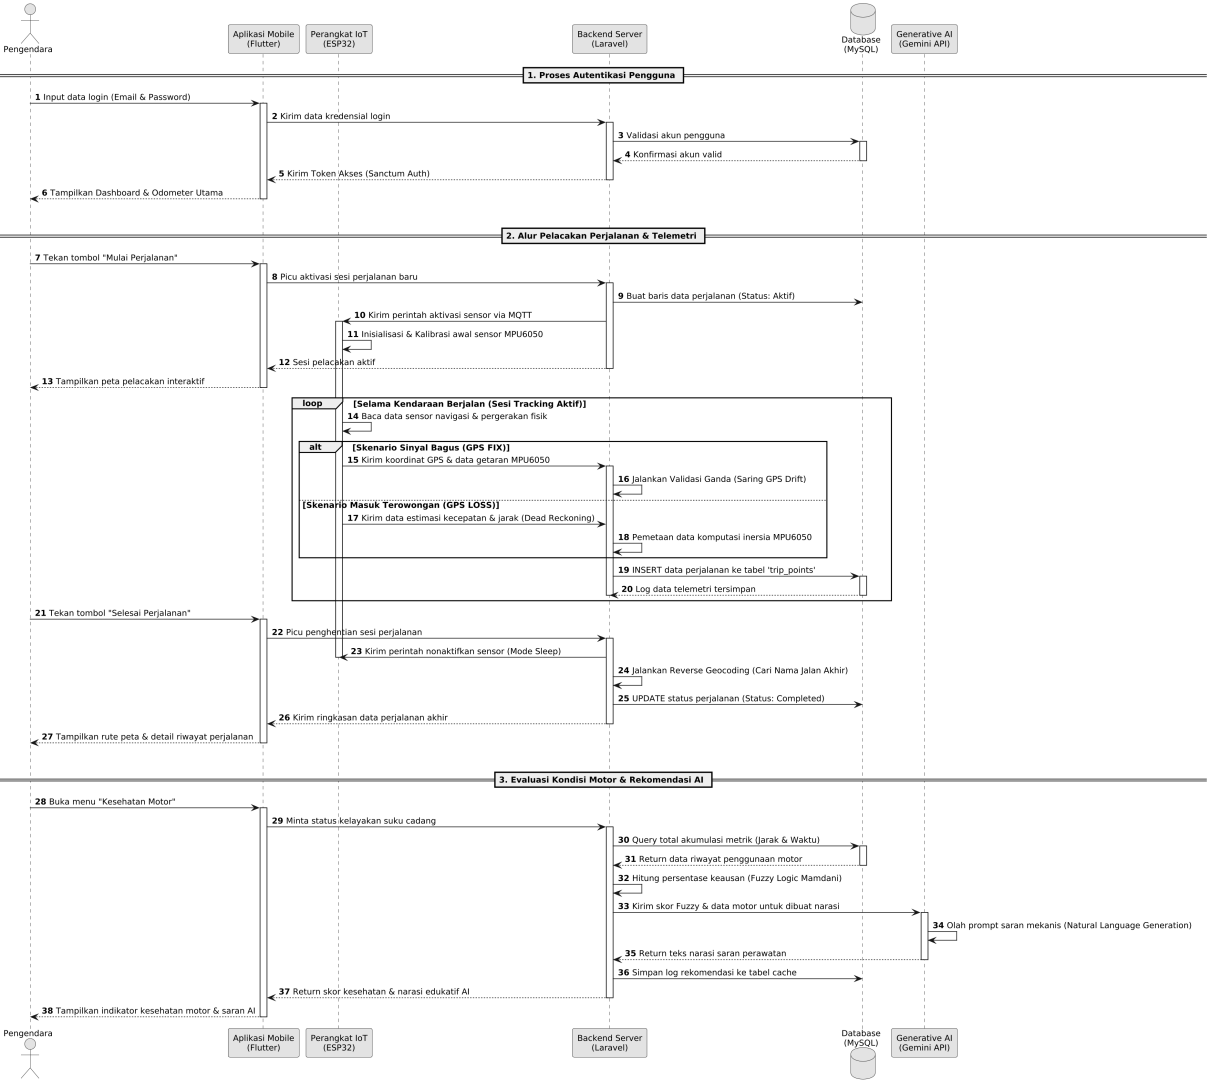 Pengendara
Aplikasi Mobile
(Flutter)
Perangkat IoT
(ESP32)
Backend Server
(Laravel)
Database
(MySQL)
Generative AI
(Gemini API)
1. Proses Autentikasi Pengguna
1 Input data login (Email & Password)
2 Kirim data kredensial login
3 Validasi akun pengguna
4 Konfirmasi akun valid
5 Kirim Token Akses (Sanctum Auth)
6 Tampilkan Dashboard & Odometer Utama
2. Alur Pelacakan Perjalanan & Telemetri
7 Tekan tombol "Mulai Perjalanan"
8 Picu aktivasi sesi perjalanan baru
9 Buat baris data perjalanan (Status: Aktif)
10 Kirim perintah aktivasi sensor via MQTT
11 Inisialisasi & Kalibrasi awal sensor MPU6050
12 Sesi pelacakan aktif
13 Tampilkan peta pelacakan interaktif
loop [Selama Kendaraan Berjalan (Sesi Tracking Aktif)]
14 Baca data sensor navigasi & pergerakan fisik
alt [Skenario Sinyal Bagus (GPS FIX)]
15 Kirim koordinat GPS & data getaran MPU6050
16 Jalankan Validasi Ganda (Saring GPS Drift)
[Skenario Masuk Terowongan (GPS LOSS)]
17 Kirim data estimasi kecepatan & jarak (Dead Reckoning)
18 Pemetaan data komputasi inersia MPU6050
19 INSERT data perjalanan ke tabel 'trip_points'
20 Log data telemetri tersimpan
21 Tekan tombol "Selesai Perjalanan"
22 Picu penghentian sesi perjalanan
23 Kirim perintah nonaktifkan sensor (Mode Sleep)
24 Jalankan Reverse Geocoding (Cari Nama Jalan Akhir)
25 UPDATE status perjalanan (Status: Completed)
26 Kirim ringkasan data perjalanan akhir
27 Tampilkan rute peta & detail riwayat perjalanan
3. Evaluasi Kondisi Motor & Rekomendasi AI
28 Buka menu "Kesehatan Motor"
29 Minta status kelayakan suku cadang
30 Query total akumulasi metrik (Jarak & Waktu)
31 Return data riwayat penggunaan motor
32 Hitung persentase keausan (Fuzzy Logic Mamdani)
33 Kirim skor Fuzzy & data motor untuk dibuat narasi
34 Olah prompt saran mekanis (Natural Language Generation)
35 Return teks narasi saran perawatan
36 Simpan log rekomendasi ke tabel cache
37 Return skor kesehatan & narasi edukatif AI
38 Tampilkan indikator kesehatan motor & saran AI
Pengendara
Aplikasi Mobile
(Flutter)
Perangkat IoT
(ESP32)
Backend Server
(Laravel)
Database
(MySQL)
Generative AI
(Gemini API)